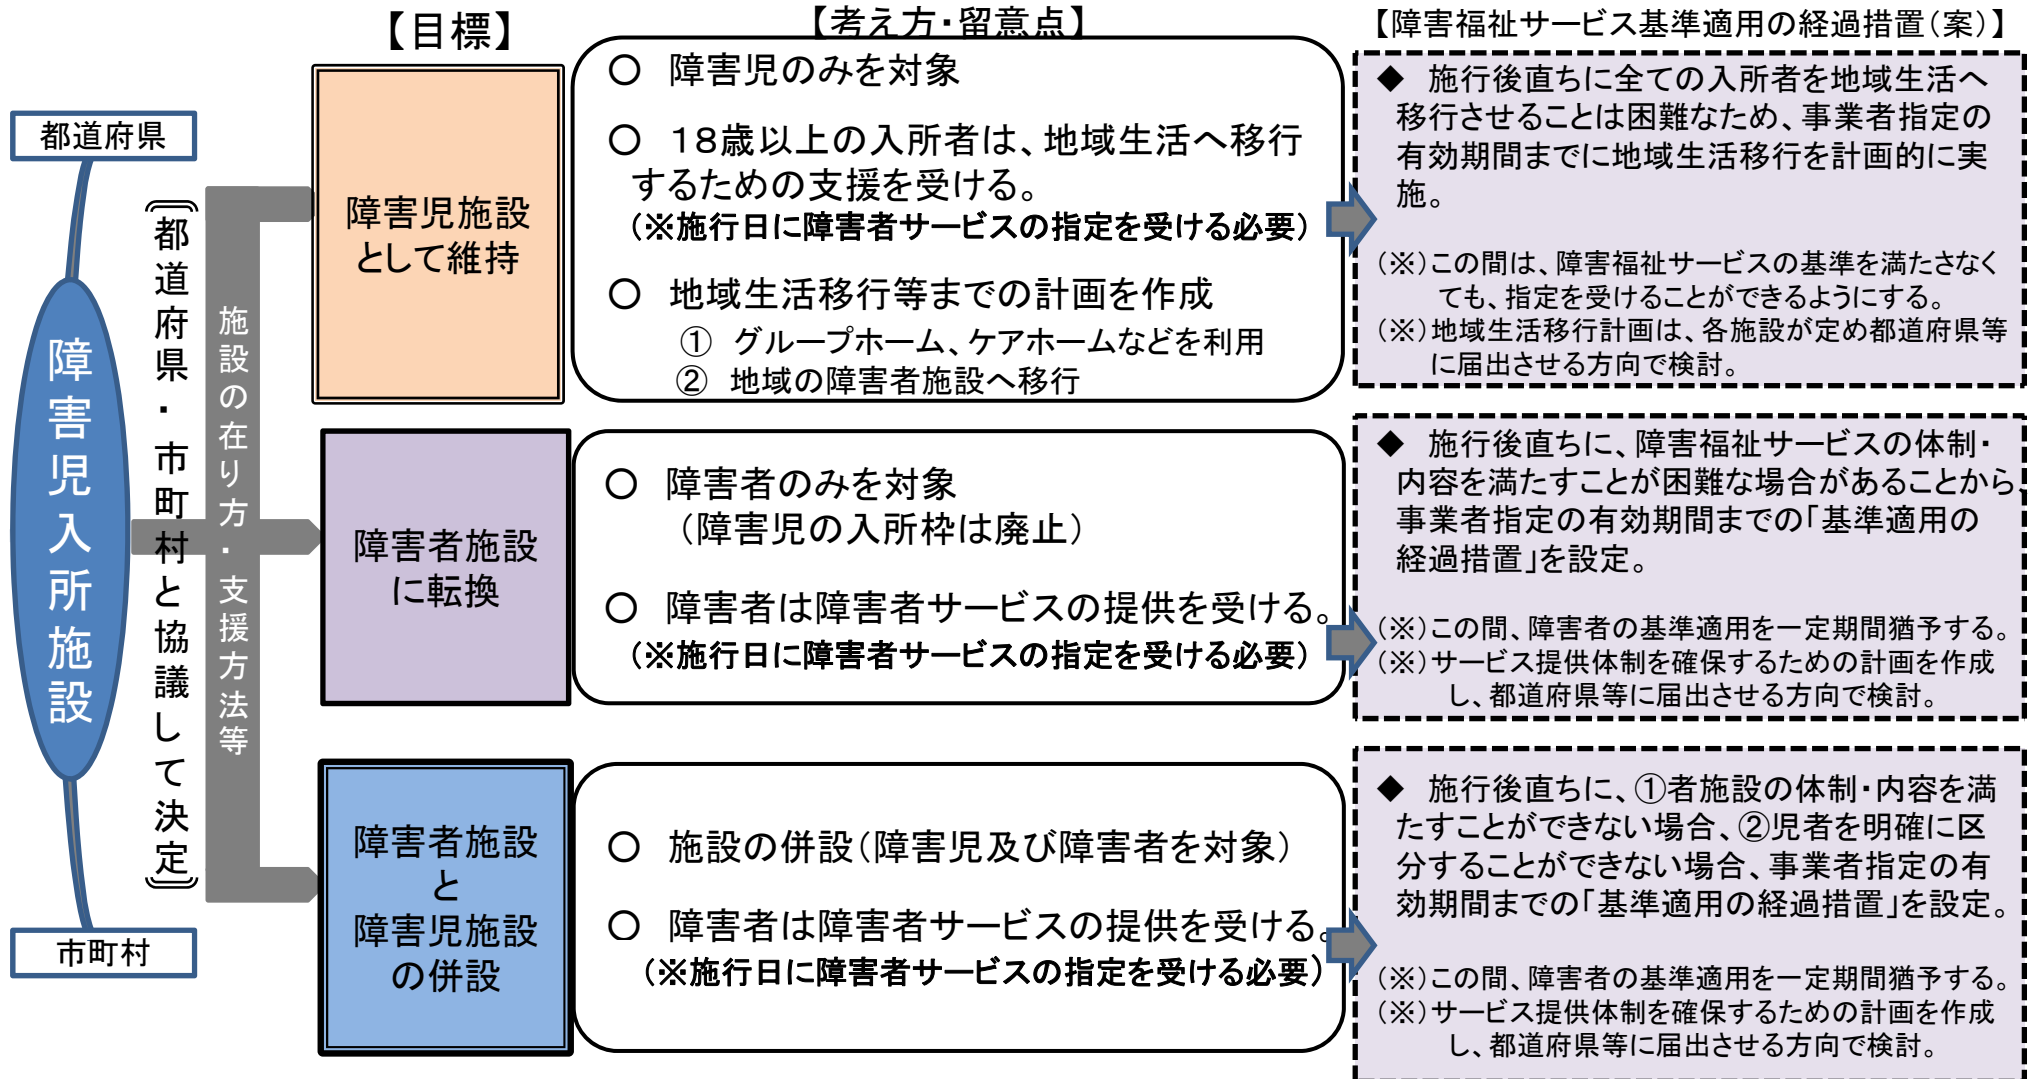 【目標】
【考え方・留意点】
【障害福祉サービス基準適用の経過措置(案)】
都道府県
障害児入所施設
市町村
都道府県・市町村と協議して決定
施設の在り方・支援方法等
障害児施設
として維持
○ 障害児のみを対象
○ 18歳以上の入所者は、地域生活へ移行
するための支援を受ける。
(※施行日に障害者サービスの指定を受ける必要)
○ 地域生活移行等までの計画を作成
① グループホーム、ケアホームなどを利用
② 地域の障害者施設へ移行
◆ 施行後直ちに全ての入所者を地域生活へ
移行させることは困難なため、事業者指定の
有効期間までに地域生活移行を計画的に実
施。
(※)この間は、障害福祉サービスの基準を満たさなく
ても、指定を受けることができるようにする。
(※)地域生活移行計画は、各施設が定め都道府県等
に届出させる方向で検討。
障害者施設
に転換
○ 障害者のみを対象
(障害児の入所枠は廃止)
○ 障害者は障害者サービスの提供を受ける。
(※施行日に障害者サービスの指定を受ける必要)
◆ 施行後直ちに、障害福祉サービスの体制・
内容を満たすことが困難な場合があることから、
事業者指定の有効期間までの「基準適用の
経過措置」を設定。
(※)この間、障害者の基準適用を一定期間猶予する。
(※)サービス提供体制を確保するための計画を作成
し、都道府県等に届出させる方向で検討。
障害者施設
と
障害児施設
の併設
○ 施設の併設(障害児及び障害者を対象)
○ 障害者は障害者サービスの提供を受ける。
(※施行日に障害者サービスの指定を受ける必要)
◆ 施行後直ちに、①者施設の体制・内容を満
たすことができない場合、②児者を明確に区
分することができない場合、事業者指定の有
効期間までの「基準適用の経過措置」を設定。
(※)この間、障害者の基準適用を一定期間猶予する。
(※)サービス提供体制を確保するための計画を作成
し、都道府県等に届出させる方向で検討。